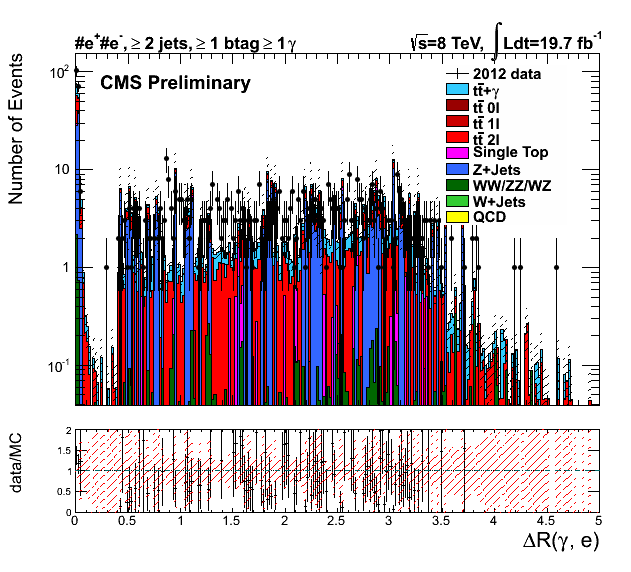 #e⁺#e⁻, ≥ 2 jets, ≥ 1 btag ≥ 1 γ
√s=8 TeV, ∫ Ldt=19.7 fb⁻¹
CMS Preliminary
2012 data
tt̄+γ
tt̄ 0l
tt̄ 1l
tt̄ 2l
Single Top
Z+Jets
WW/ZZ/WZ
W+Jets
QCD
Number of Events
10²
10
1
10⁻¹
data/MC
2
1.5
1
0.5
0
0 0.5 1 1.5 2 2.5 3 3.5 4 4.5 5
ΔR(γ, e)